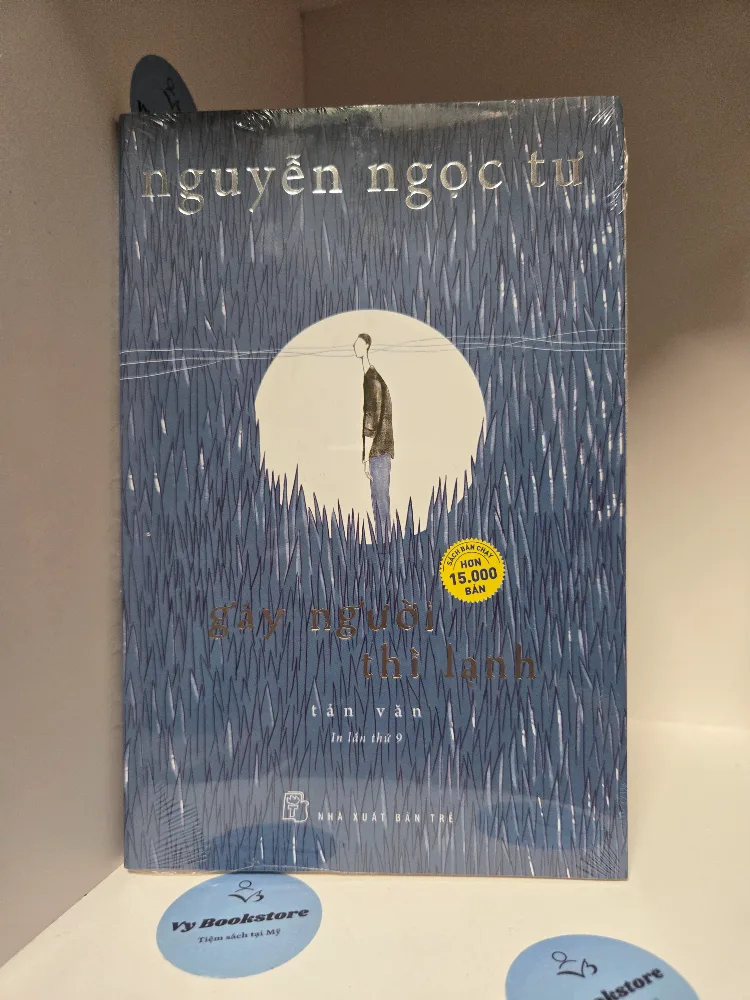 nguyễn ngọc tư
SÁCH BÁN CHẠY
HƠN
15.000
BẢN
gáy người
thì lạnh
tản văn
In lần thứ 9
NHÀ XUẤT BẢN TRẺ
Vy Bookstore
Tiệm sách tại Mỹ
kstore